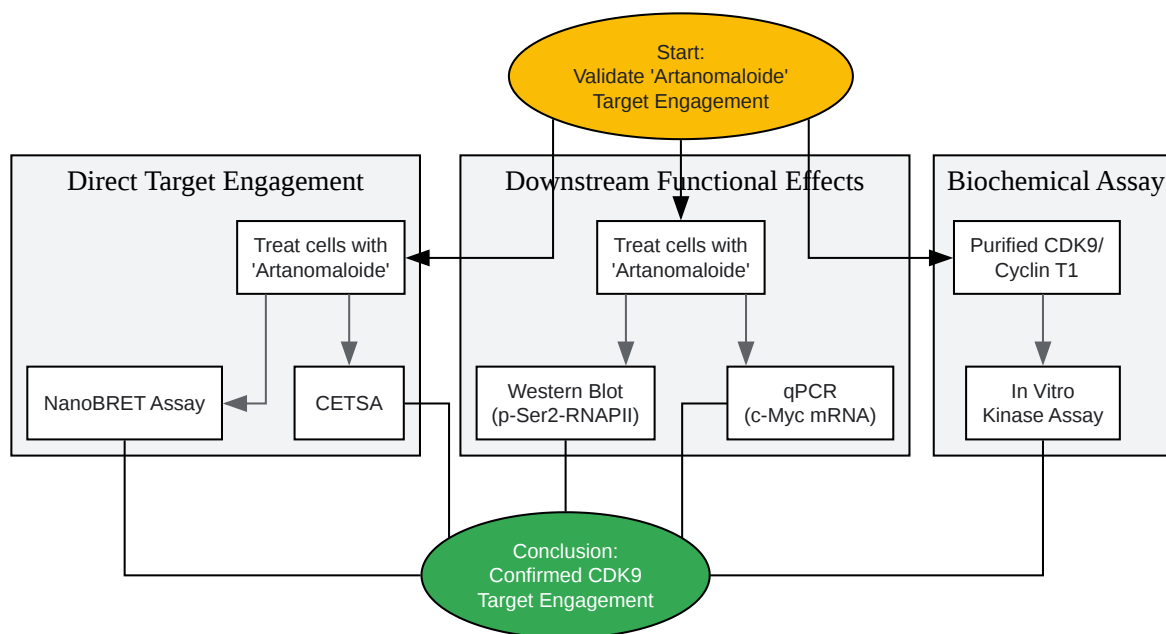 Start:
Validate 'Artanomaloide'
Target Engagement
Direct Target Engagement
Downstream Functional Effects
Biochemical Assay
Treat cells with
'Artanomaloide'
Treat cells with
'Artanomaloide'
Purified CDK9/
Cyclin T1
NanoBRET Assay
CETSA
Western Blot
(p-Ser2-RNAPII)
qPCR
(c-Myc mRNA)
In Vitro
Kinase Assay
Conclusion:
Confirmed CDK9
Target Engagement